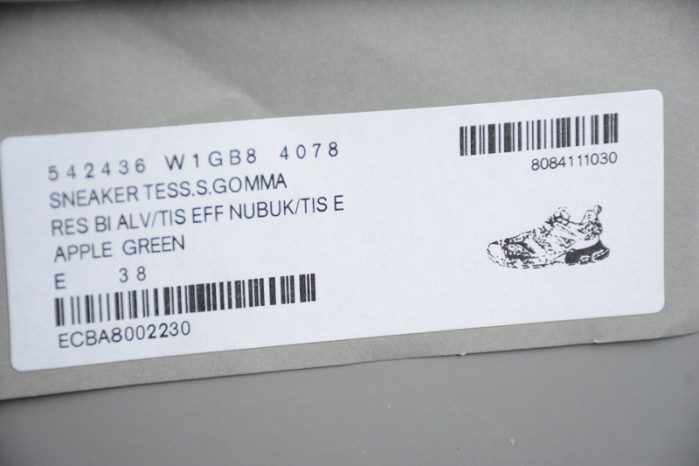 542436 W1GB8 4078
SNEAKER TESS.S.GOMMA
RES BI ALV/TIS EFF NUBUK/TIS E
APPLE GREEN
E 38
ECBA8002230
8084111030